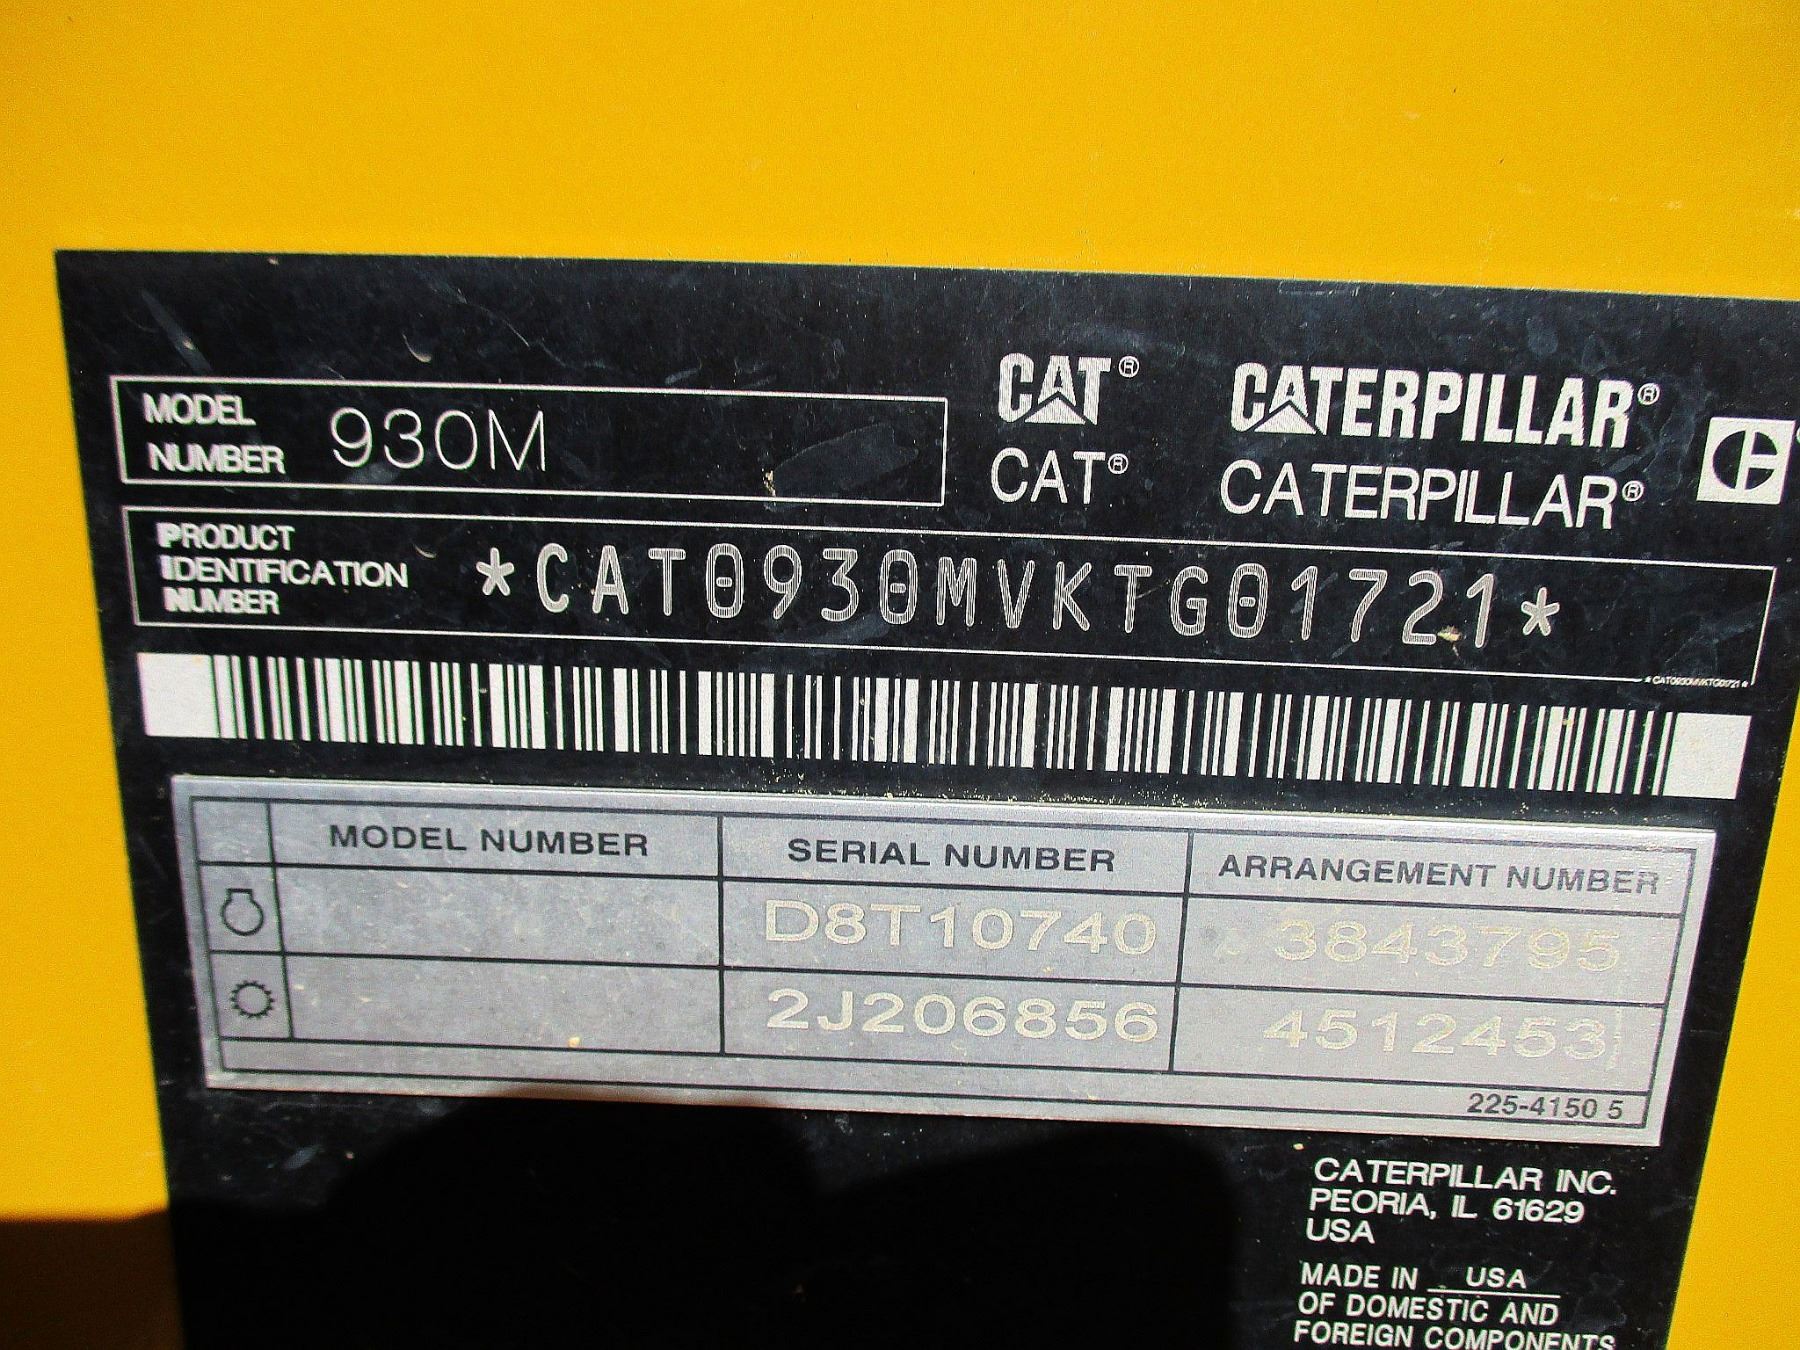 CAT® CATERPILLAR®
MODEL
NUMBER 930M
CAT® CATERPILLAR®
PRODUCT
IDENTIFICATION
NUMBER
*CAT0930MVKTG01721*
*CAT0930MVKTG01721*
MODEL NUMBER SERIAL NUMBER ARRANGEMENT NUMBER
D8T10740 3843795
2J206856 4512453
225-4150 5
CATERPILLAR INC.
PEORIA, IL 61629
USA
MADE IN USA
OF DOMESTIC AND
FOREIGN COMPONENTS